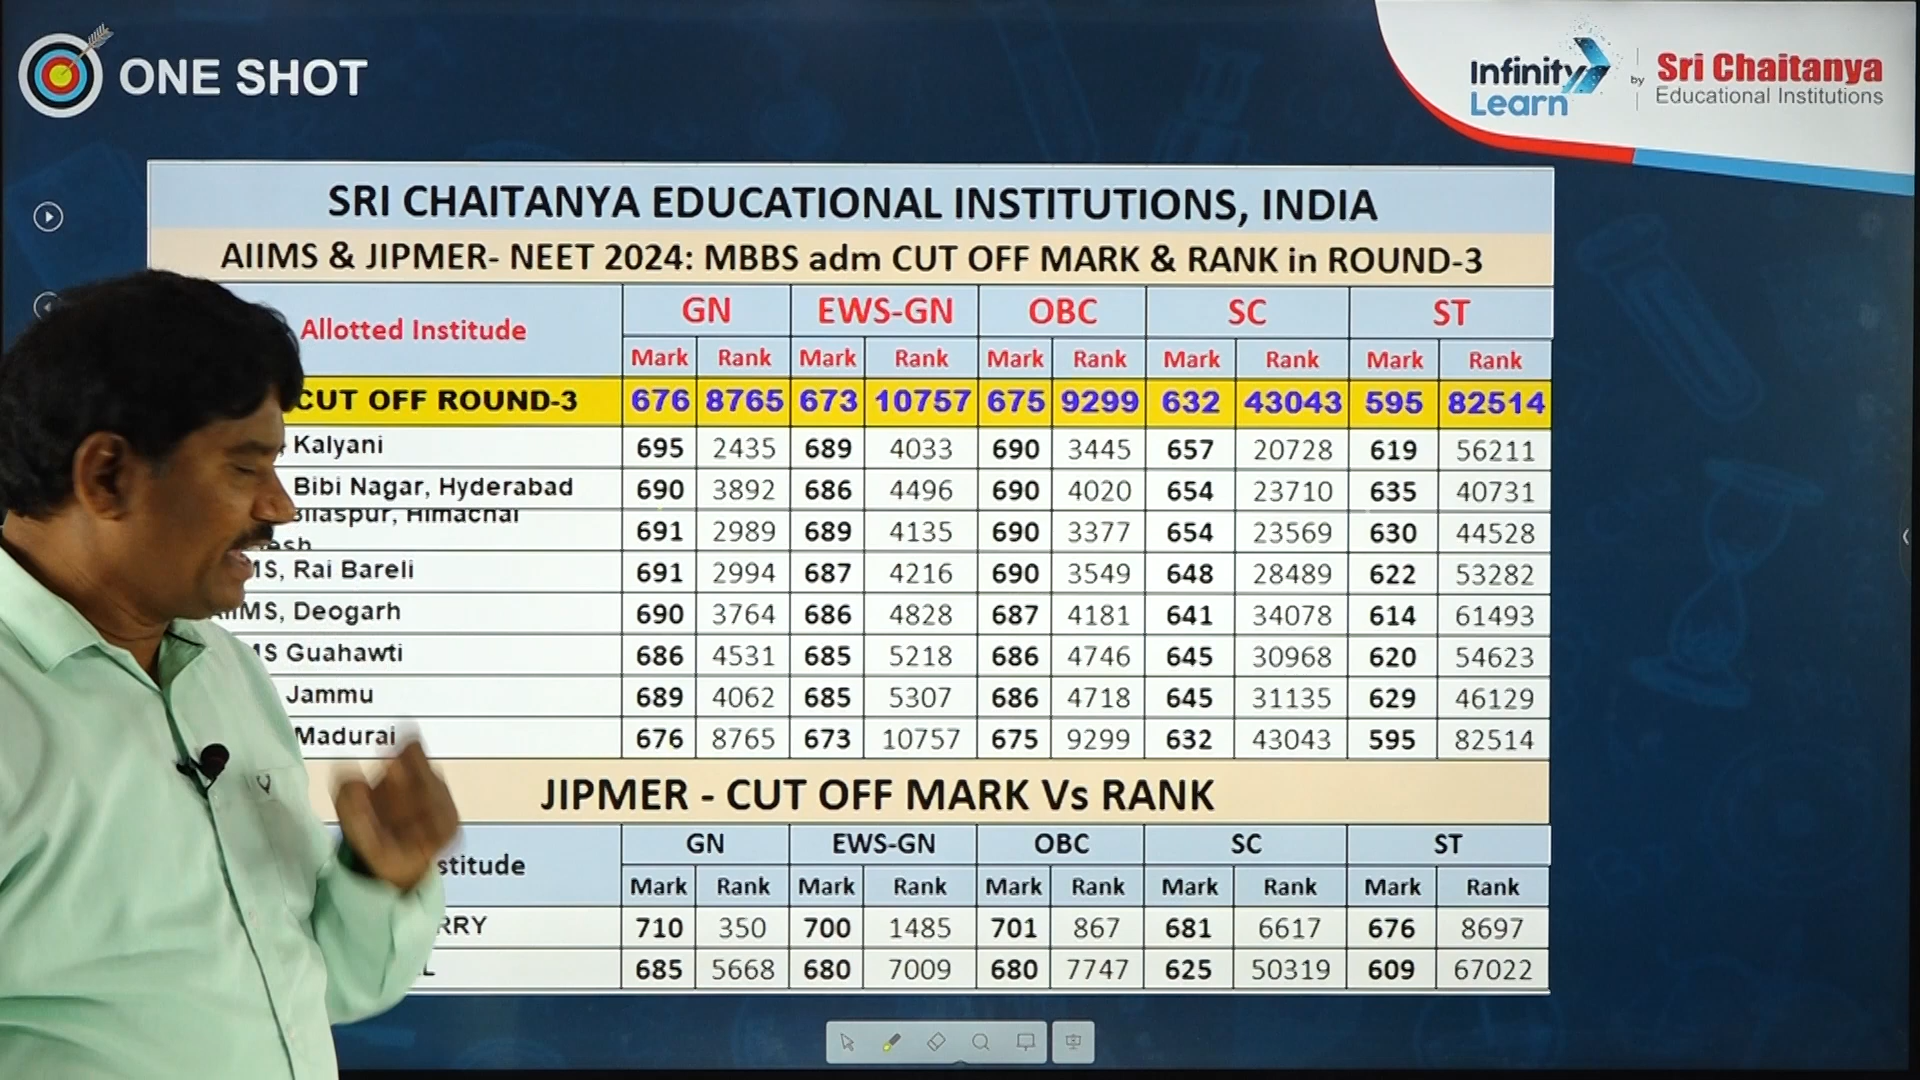 ONE SHOT
Infinity Learn by Sri Chaitanya Educational Institutions
SRI CHAITANYA EDUCATIONAL INSTITUTIONS, INDIA
AIIMS & JIPMER- NEET 2024: MBBS adm CUT OFF MARK & RANK in ROUND-3
Allotted Institude GN EWS-GN OBC SC ST
Mark Rank Mark Rank Mark Rank Mark Rank Mark Rank
CUT OFF ROUND-3 676 8765 673 10757 675 9299 632 43043 595 82514
Kalyani 695 2435 689 4033 690 3445 657 20728 619 56211
Bibi Nagar, Hyderabad 690 3892 686 4496 690 4020 654 23710 635 40731
Bilaspur, Himachal
691 2989 689 4135 690 3377 654 23569 630 44528
Rai Bareli 691 2994 687 4216 690 3549 648 28489 622 53282
Deogarh 690 3764 686 4828 687 4181 641 34078 614 61493
Guahawti 686 4531 685 5218 686 4746 645 30968 620 54623
Jammu 689 4062 685 5307 686 4718 645 31135 629 46129
Madurai 676 8765 673 10757 675 9299 632 43043 595 82514
JIPMER - CUT OFF MARK Vs RANK
stitude GN EWS-GN OBC SC ST
Mark Rank Mark Rank Mark Rank Mark Rank Mark Rank
RRY 710 350 700 1485 701 867 681 6617 676 8697
L 685 5668 680 7009 680 7747 625 50319 609 67022